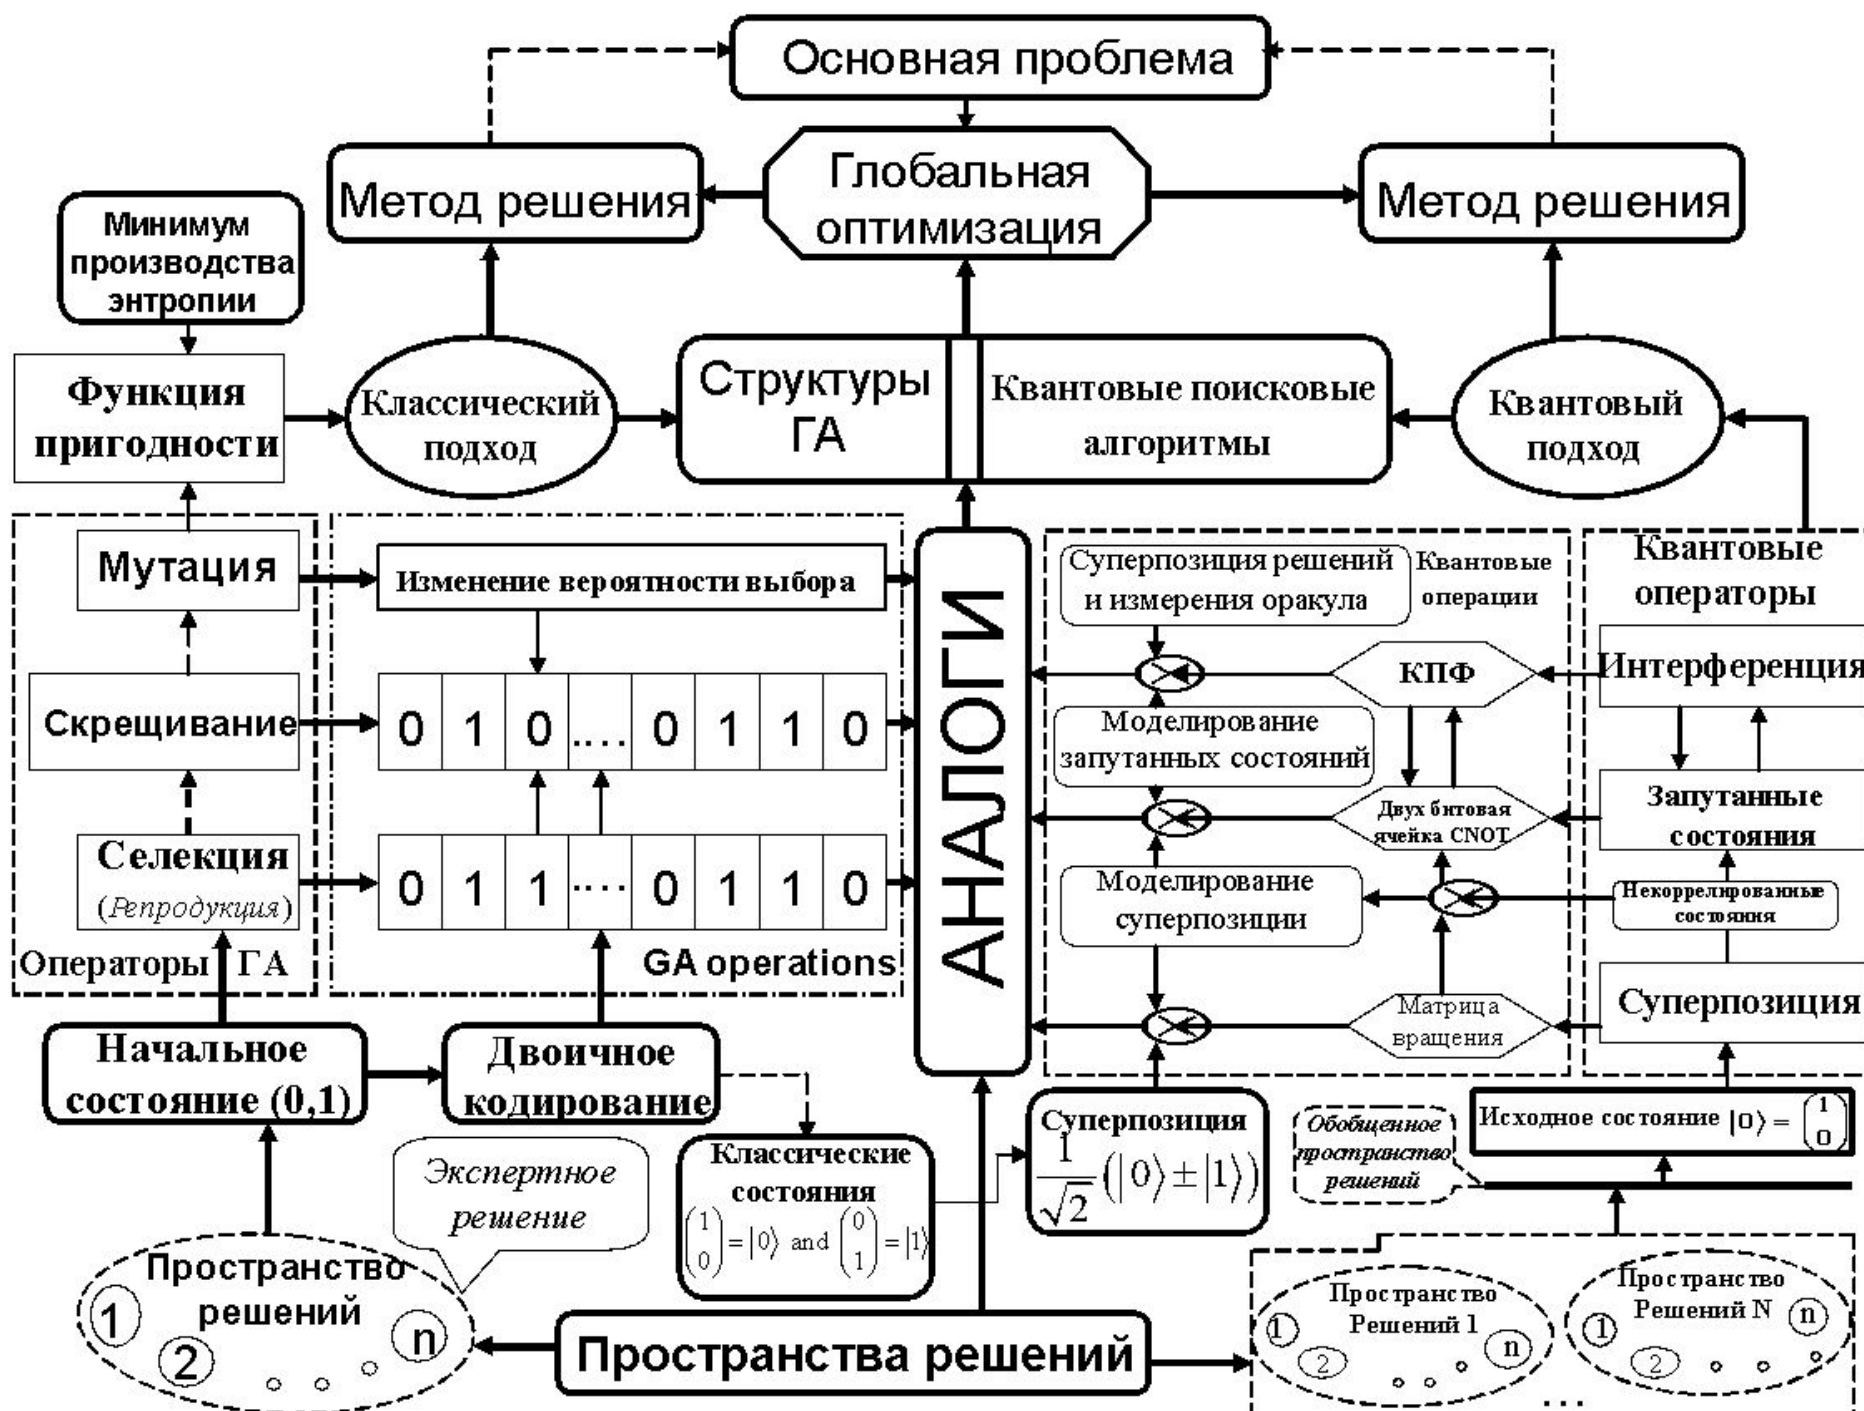 Основная проблема
Глобальная
оптимизация
Метод решения
Метод решения
Минимум
производства
энтропии
Функция
пригодности
Классический
подход
Структуры
ГА
Квантовые поисковые
алгоритмы
Квантовый
подход
Мутация
Скрещивание
Селекция
(Репродукция)
Операторы ГА
Изменение вероятности выбора
0 1 0 .... 0 1 1 0
0 1 1 .... 0 1 1 0
GA operations
АНАЛОГИ
Суперпозиция решений
и измерения оракула
Квантовые
операции
КПФ
Моделирование
запутанных состояний
Двух битовая
ячейка CNOT
Моделирование
суперпозиции
Матрица
вращения
Квантовые
операторы
Интерференция
Запутанные
состояния
Некоррелированные
состояния
Суперпозиция
Начальное
состояние (0,1)
Двоичное
кодирование
Экспертное
решение
Классические
состояния
(1 0) = |0⟩ and (0 1) = |1⟩
Суперпозиция
1/√2 (|0⟩ ± |1⟩)
Обобщенное
пространство
решений
Исходное состояние |0⟩ = (1 0)
Пространство
решений
1
2
n
Пространства решений
Пространство
Решений 1
1
2
n
Пространство
Решений N
1
2
n
...